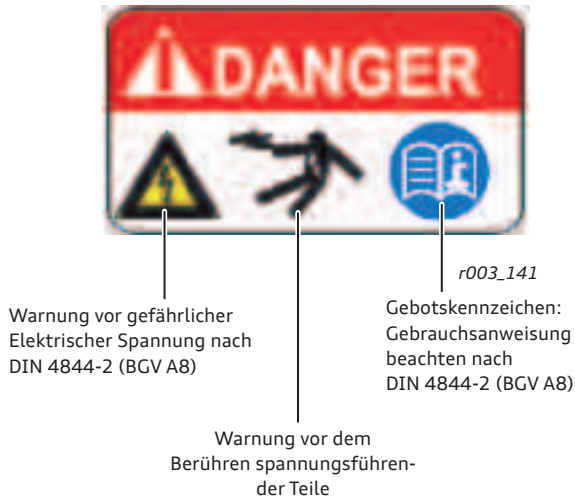 DANGER
r003_141
Warnung vor gefährlicher
Elektrischer Spannung nach
DIN 4844-2 (BGV A8)
Gebotskennzeichen:
Gebrauchsanweisung
beachten nach
DIN 4844-2 (BGV A8)
Warnung vor dem
Berühren spannungsführen-
der Teile